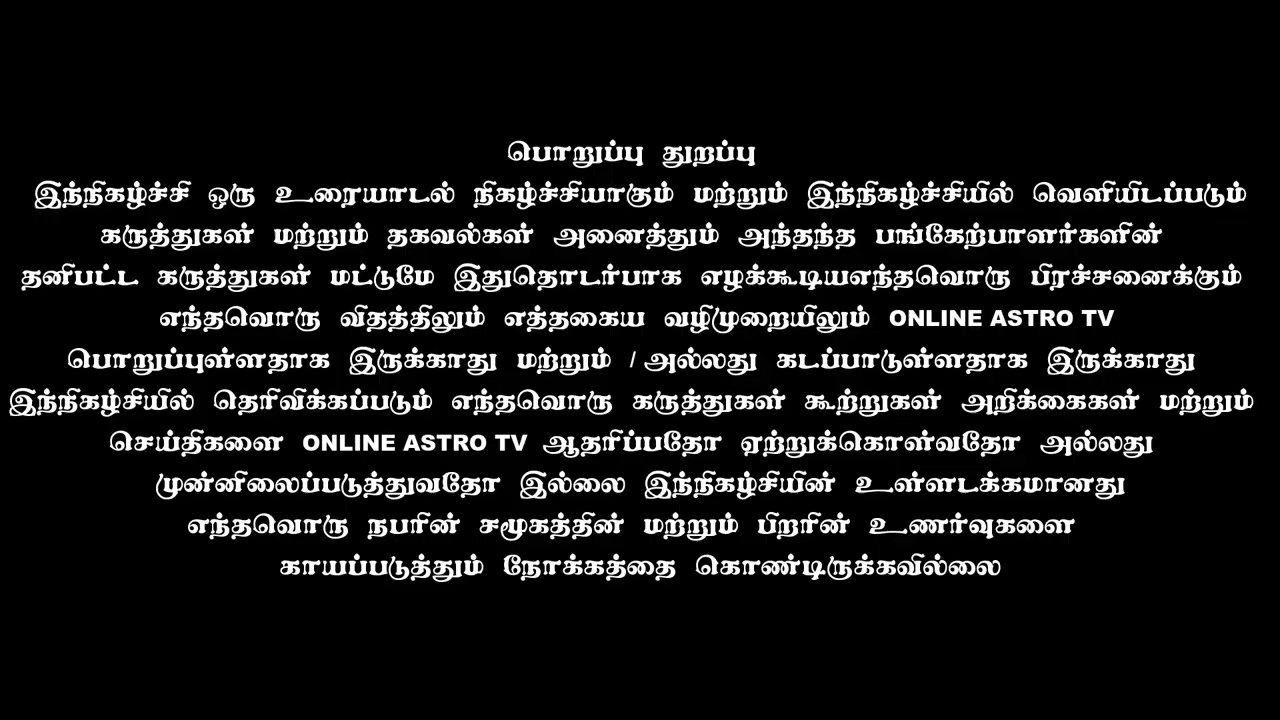 பொறுப்பு துறப்பு
இந்நிகழ்ச்சி ஒரு உரையாடல் நிகழ்ச்சியாகும் மற்றும் இந்நிகழ்ச்சியில் வெளியிடப்படும்
கருத்துகள் மற்றும் தகவல்கள் அனைத்தும் அந்தந்த பங்கேற்பாளர்களின்
தனிபட்ட கருத்துகள் மட்டுமே இதுதொடர்பாக எழக்கூடியஎந்தவொரு பிரச்சனைக்கும்
எந்தவொரு விதத்திலும் எத்தகைய வழிமுறையிலும் ONLINE ASTRO TV
பொறுப்புள்ளதாக இருக்காது மற்றும் / அல்லது கடப்பாடுள்ளதாக இருக்காது
இந்நிகழ்சியில் தெரிவிக்கப்படும் எந்தவொரு கருத்துகள் கூற்றுகள் அறிக்கைகள் மற்றும்
செய்திகளை ONLINE ASTRO TV ஆதரிப்பதோ ஏற்றுக்கொள்வதோ அல்லது
முன்னிலைப்படுத்துவதோ இல்லை இந்நிகழ்சியின் உள்ளடக்கமானது
எந்தவொரு நபரின் சமூகத்தின் மற்றும் பிறரின் உணர்வுகளை
காயப்படுத்தும் நோக்கத்தை கொண்டிருக்கவில்லை